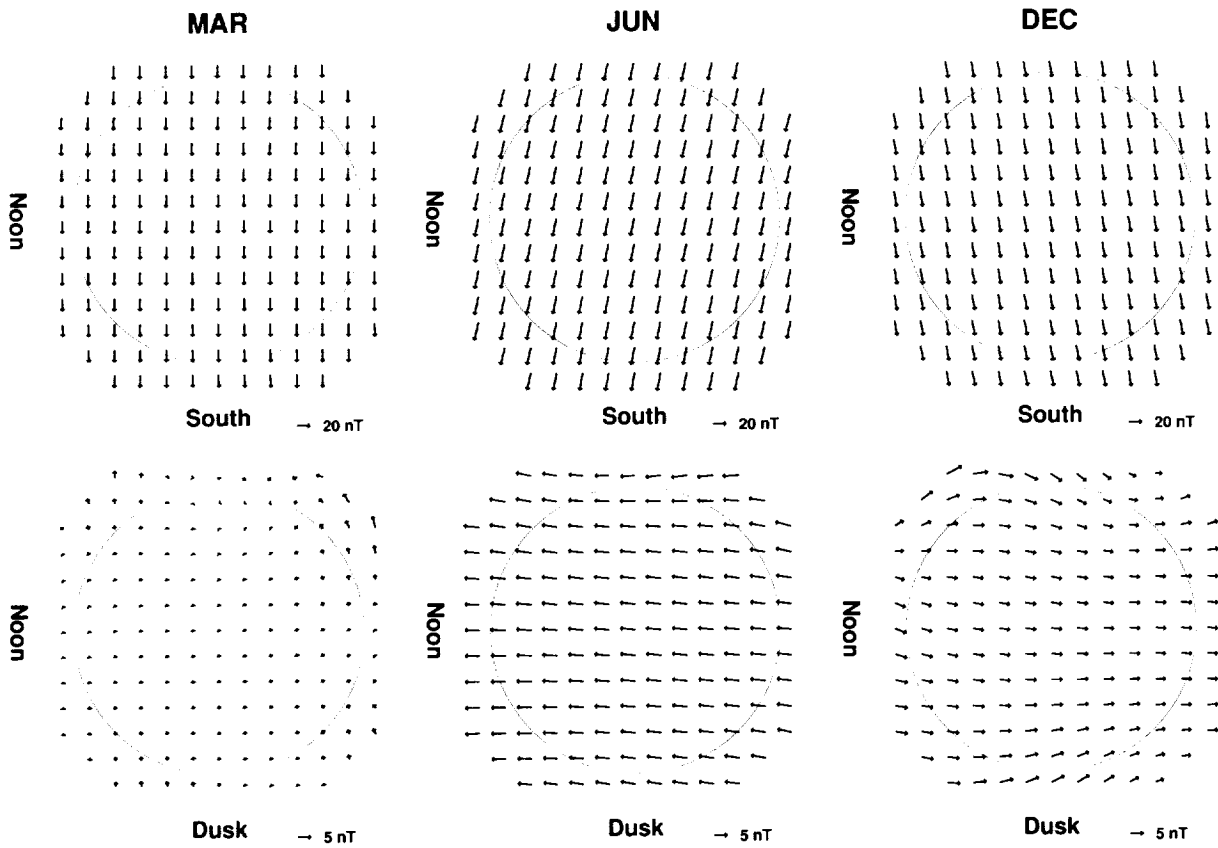 MAR
JUN
DEC
Noon
Noon
Noon
South
→ 20 nT
South
→ 20 nT
South
→ 20 nT
Noon
Noon
Noon
Dusk
→ 5 nT
Dusk
→ 5 nT
Dusk
→ 5 nT